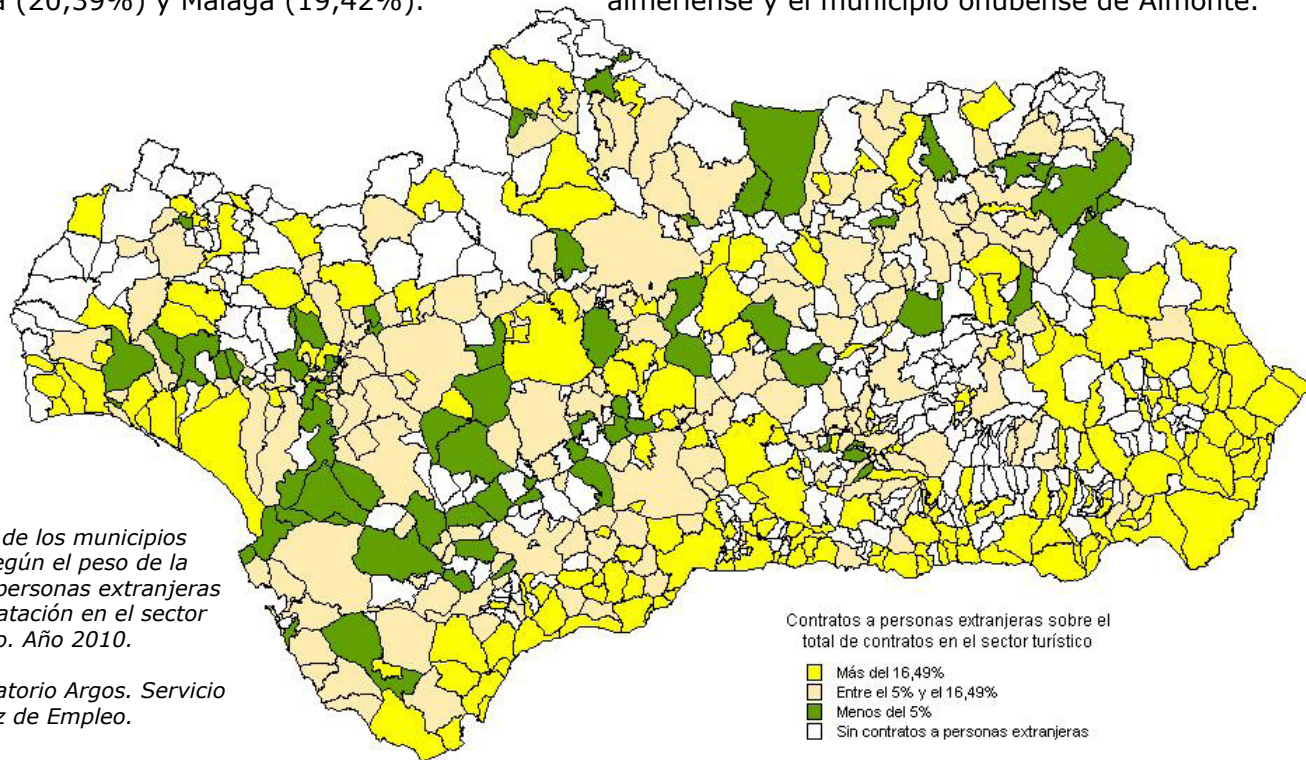 (20,39%) y Málaga (19,42%).
almeriense y el municipio onubense de Almonte.
de los municipios
según el peso de la
personas extranjeras
en el sector
Año 2010.
Argos. Servicio
de Empleo.
Contratos a personas extranjeras sobre el
total de contratos en el sector turístico
Más del 16,49%
Entre el 5% y el 16,49%
Menos del 5%
Sin contratos a personas extranjeras